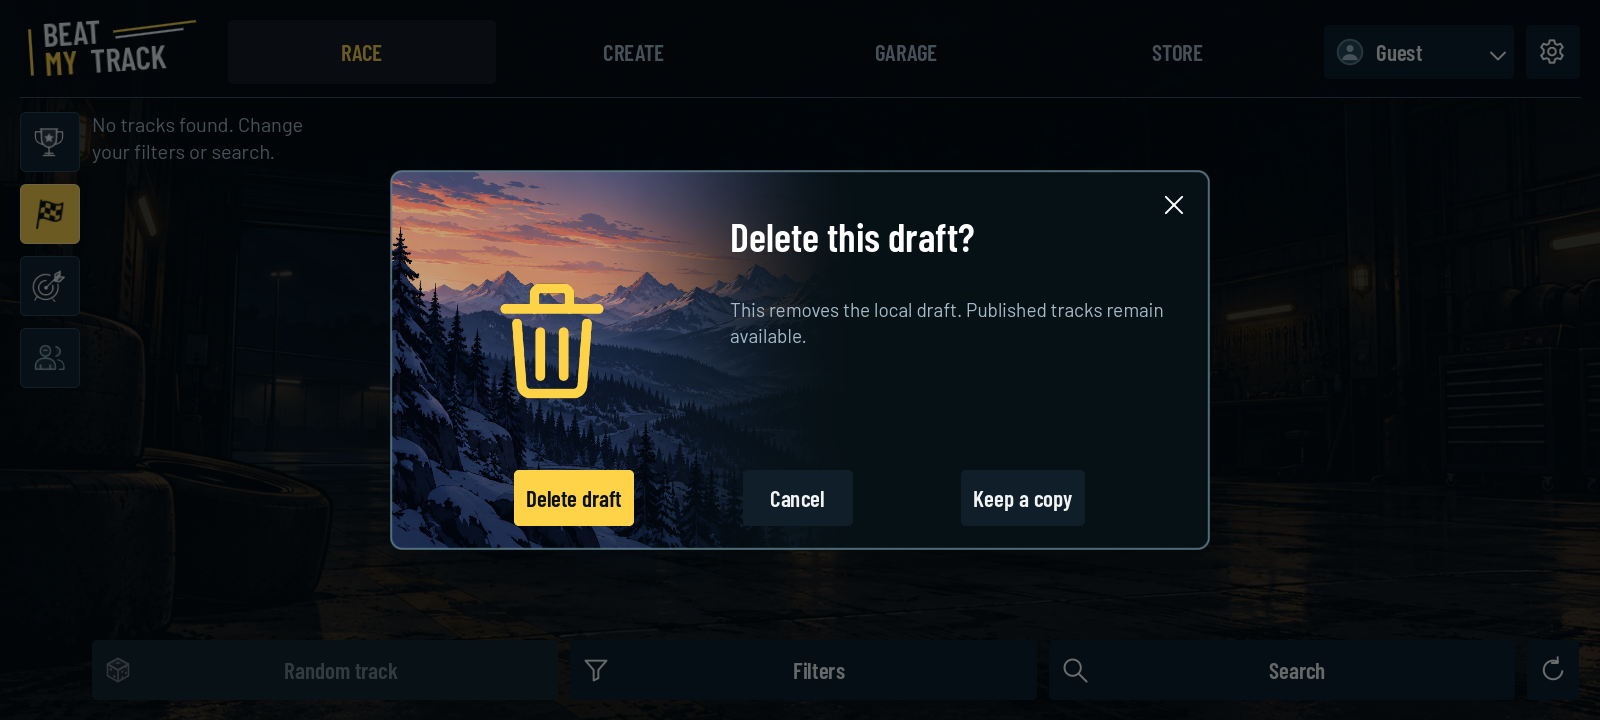 BEAT
MY TRACK
RACE
CREATE
GARAGE
STORE
Guest
No tracks found. Change
your filters or search.
Delete this draft?
This removes the local draft. Published tracks remain
available.
Delete draft
Cancel
Keep a copy
Random track
Filters
Search